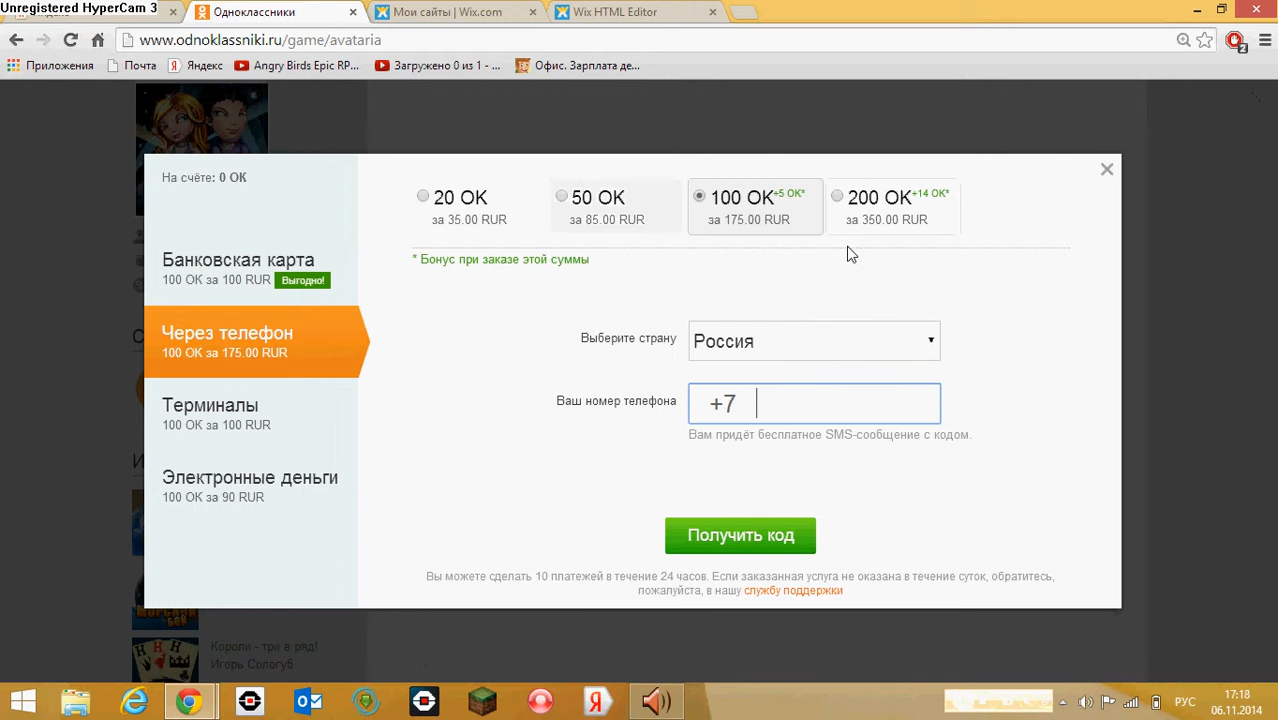 Unregistered HyperCam 3
Одноклассники
Мои сайты | Wix.com
Wix HTML Editor
www.odnoklassniki.ru/game/avataria
Приложения
Почта
Яндекс
Angry Birds Epic RP...
Загружено 0 из 1 - ...
Офис. Зарплата де...
На счёте: 0 ОК
20 ОК
за 35.00 RUR
50 ОК
за 85.00 RUR
100 ОК +5 ОК*
за 175.00 RUR
200 ОК +14 ОК*
за 350.00 RUR
* Бонус при заказе этой суммы
Банковская карта
100 ОК за 100 RUR Выгодно!
Через телефон
100 ОК за 175.00 RUR
Терминалы
100 ОК за 100 RUR
Электронные деньги
100 ОК за 90 RUR
Выберите страну
Россия
Ваш номер телефона
+7
Вам придёт бесплатное SMS-сообщение с кодом.
Получить код
Вы можете сделать 10 платежей в течение 24 часов. Если заказанная услуга не оказана в течение суток, обратитесь,
пожалуйста, в нашу службу поддержки
Короли - три в ряд!
Игорь Сологуб
РУС
17:18
06.11.2014